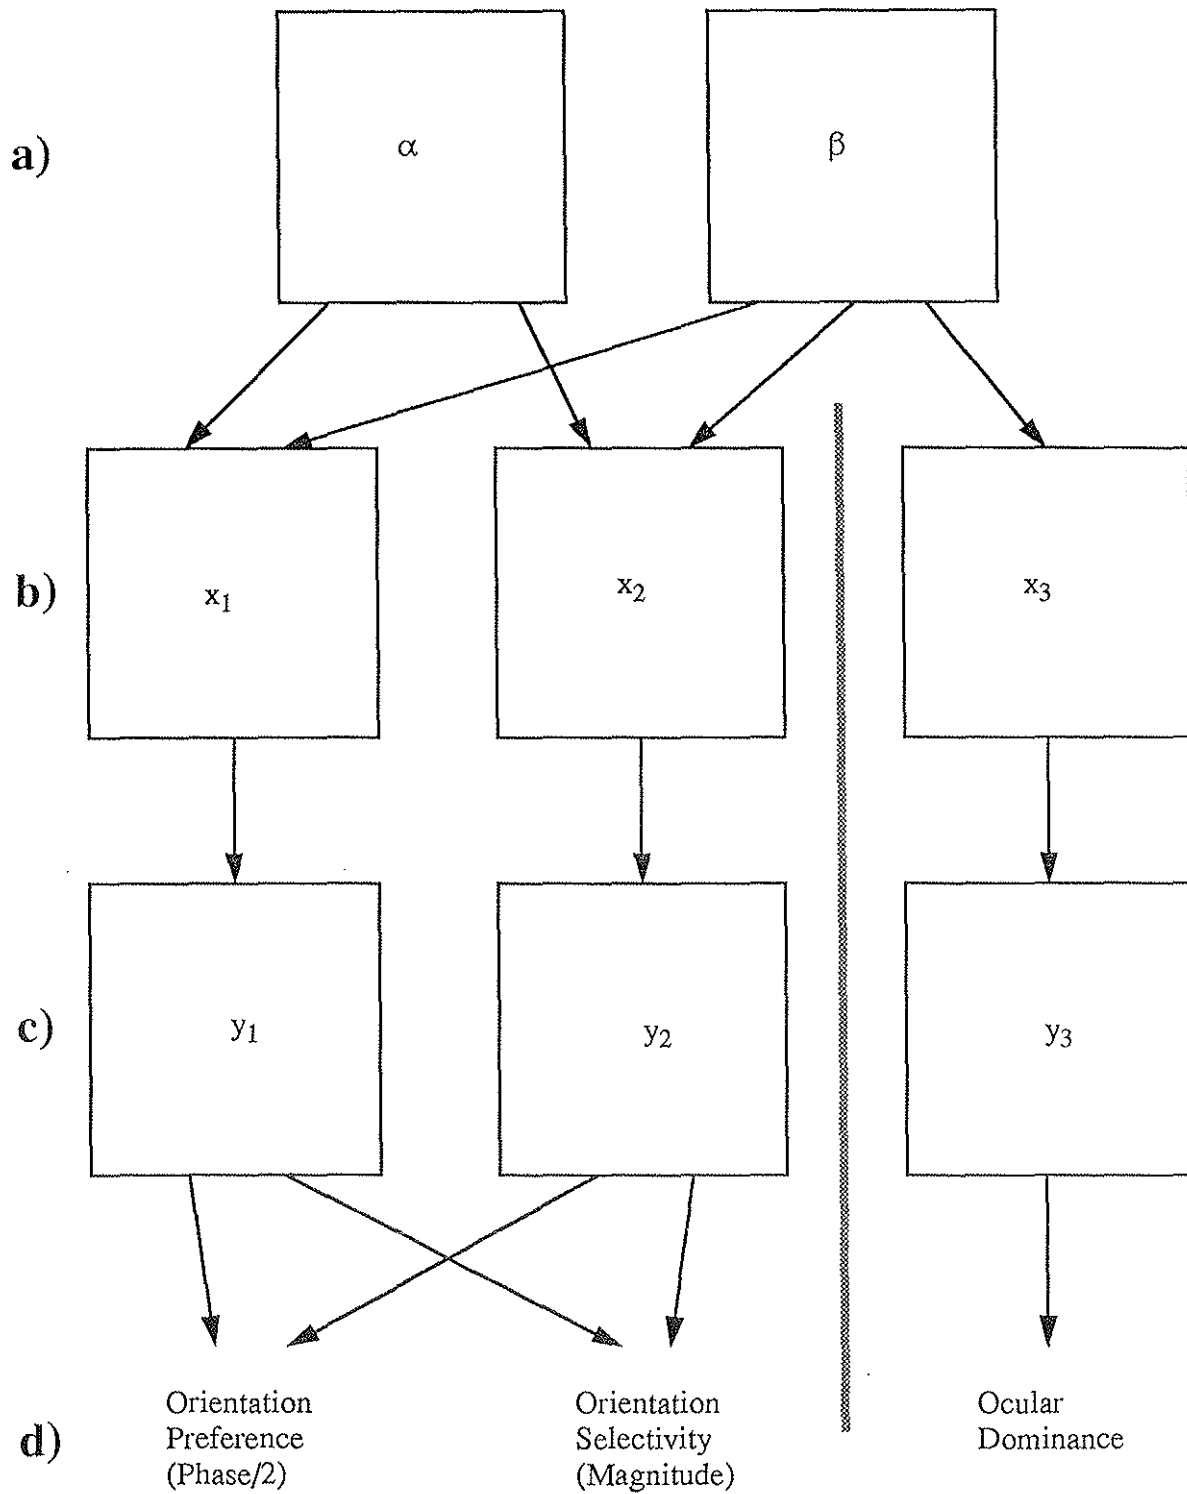 a)
α
β
b)
x1
x2
x3
c)
y1
y2
y3
d)
Orientation
Preference
(Phase/2)
Orientation
Selectivity
(Magnitude)
Ocular
Dominance